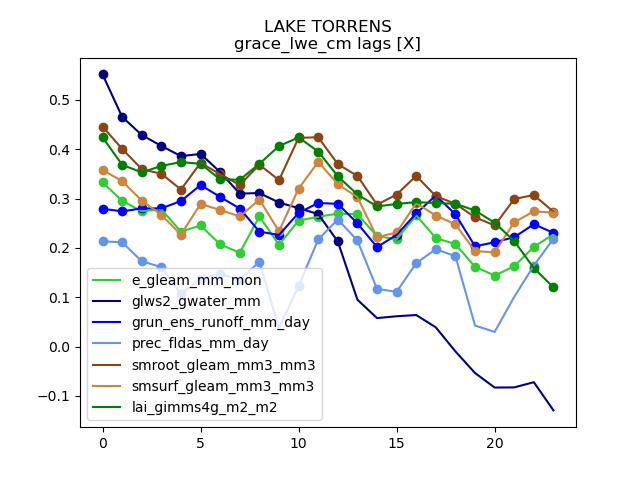 LAKE TORRENS
grace_lwe_cm lags [X]
0.5
0.4
0.3
0.2
0.1
0.0
−0.1
0 5 10 15 20
e_gleam_mm_mon
glws2_gwater_mm
grun_ens_runoff_mm_day
prec_fldas_mm_day
smroot_gleam_mm3_mm3
smsurf_gleam_mm3_mm3
lai_gimms4g_m2_m2